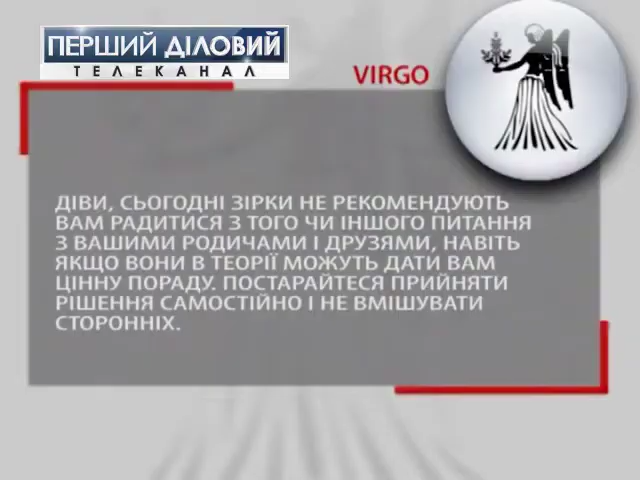 ПЕРШИЙ ДІЛОВИЙ
ТЕЛЕКАНАЛ
VIRGO
ДІВИ, СЬОГОДНІ ЗІРКИ НЕ РЕКОМЕНДУЮТЬ
ВАМ РАДИТИСЯ З ТОГО ЧИ ІНШОГО ПИТАННЯ
З ВАШИМИ РОДИЧАМИ І ДРУЗЯМИ, НАВІТЬ
ЯКЩО ВОНИ В ТЕОРІЇ МОЖУТЬ ДАТИ ВАМ
ЦІННУ ПОРАДУ. ПОСТАРАЙТЕСЯ ПРИЙНЯТИ
РІШЕННЯ САМОСТІЙНО І НЕ ВМІШУВАТИ
СТОРОННІХ.